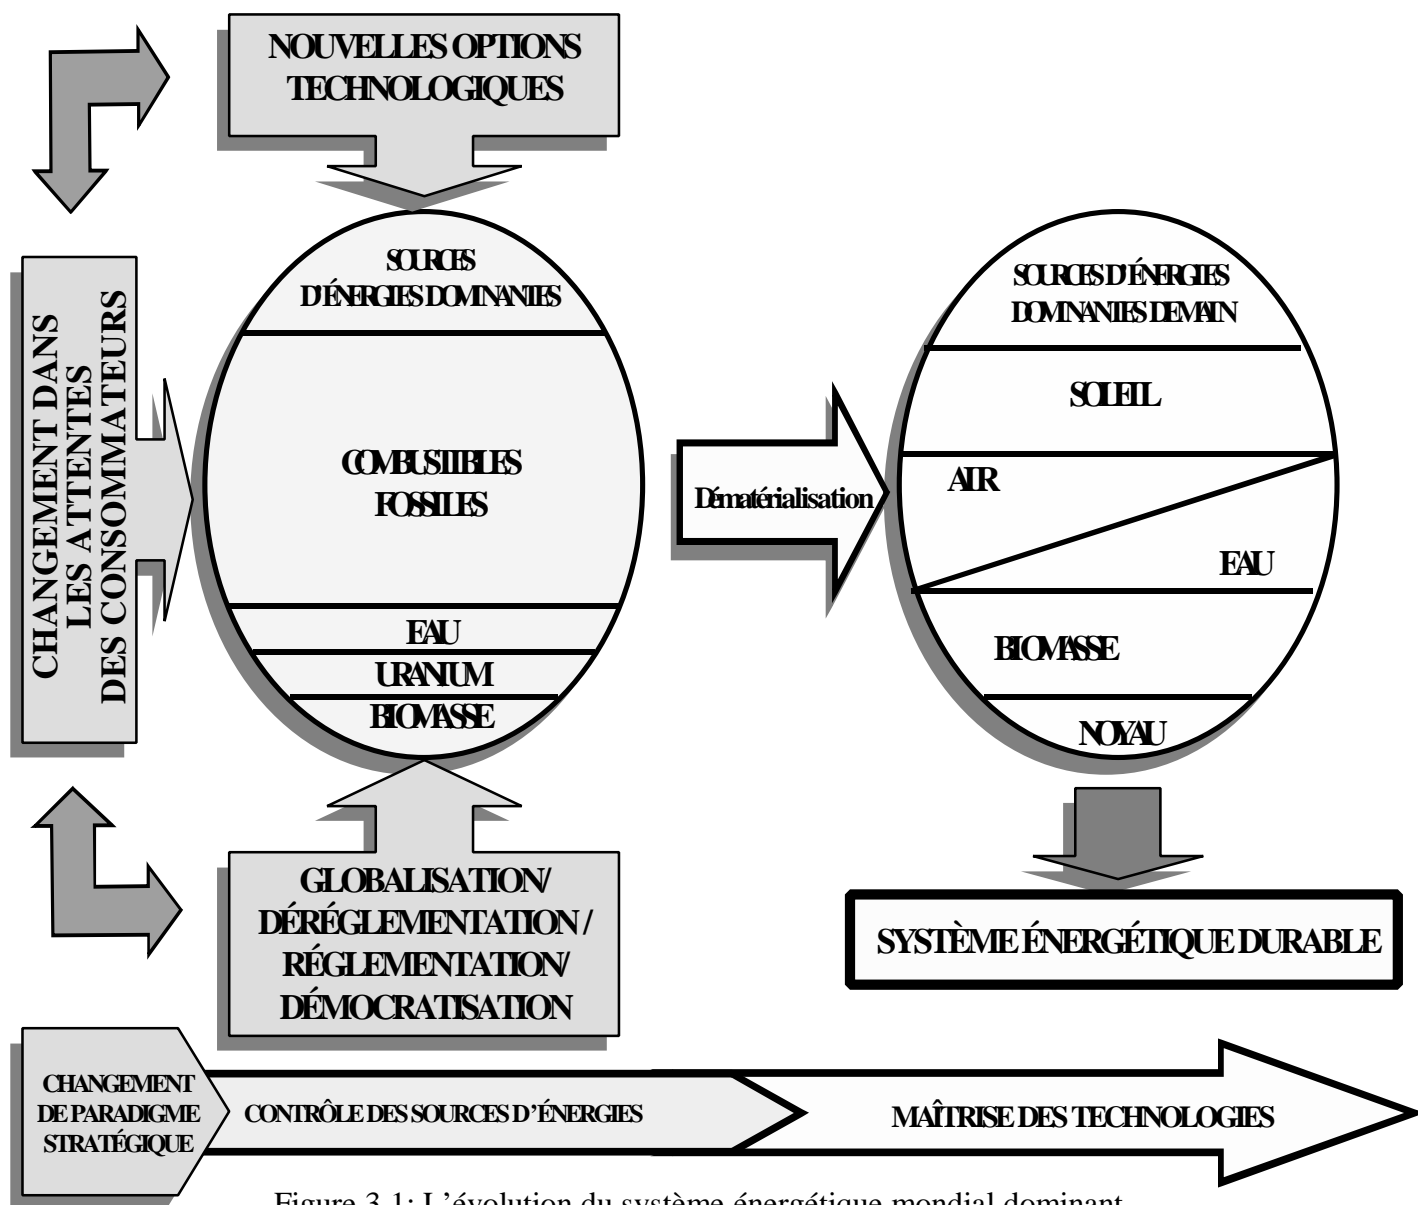 NOUVELLES OPTIONS
TECHNOLOGIQUES
CHANGEMENT DANS
LES ATTENTES
DES CONSOMMATEURS
SOURCES
D'ÉNERGIES DOMINANTES
COMBUSTIBLES
FOSSILES
EAU
URANIUM
BIOMASSE
Dématérialisation
SOURCES D'ÉNERGIES
DOMINANTES DEMAIN
SOLEIL
AIR
EAU
BIOMASSE
NOYAU
GLOBALISATION/
DÉRÉGLEMENTATION /
RÉGLEMENTATION/
DÉMOCRATISATION
SYSTÈME ÉNERGÉTIQUE DURABLE
CHANGEMENT
DE PARADIGME
STRATÉGIQUE
CONTRÔLE DES SOURCES D'ÉNERGIES
MAÎTRISE DES TECHNOLOGIES
Figure 3.1: L'évolution du système énergétique mondial dominant